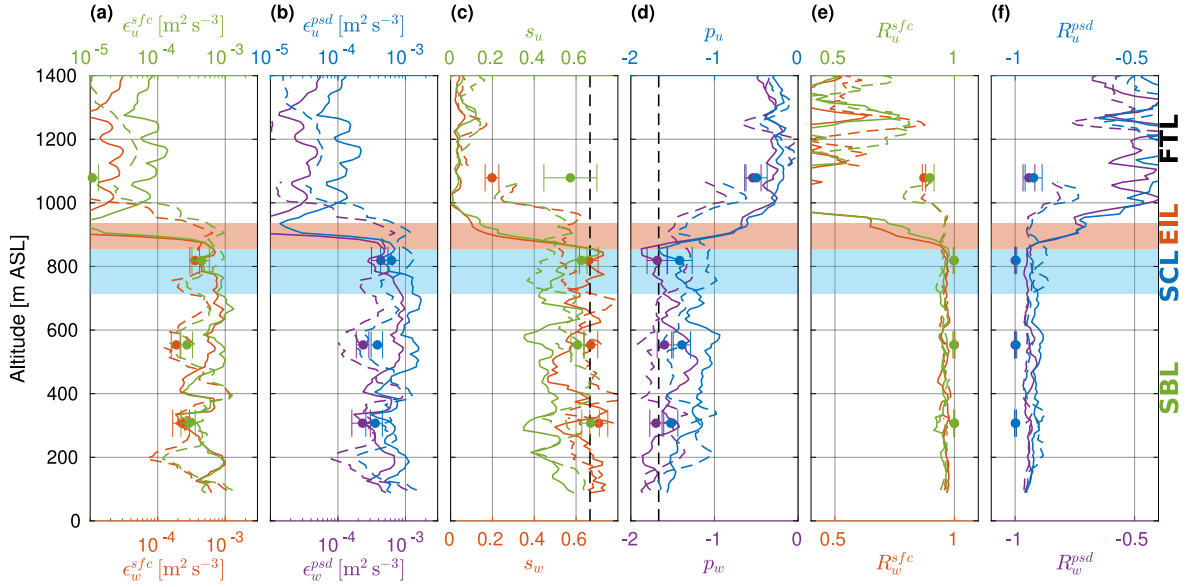 (a) ϵ_u^{sfc} [m² s⁻³] (b) ϵ_u^{psd} [m² s⁻³] (c) s_u (d) p_u (e) R_u^{sfc} (f) R_u^{psd}
10⁻⁵ 10⁻⁴ 10⁻³ 10⁻⁵ 10⁻⁴ 10⁻³ 0 0.2 0.4 0.6 -2 -1 0 0.5 1 -1 -0.5
1400
1200
1000
800
600
400
200
0
Altitude [m ASL]
FTL
EIL
SCL
SBL
10⁻⁴ 10⁻³ 10⁻⁴ 10⁻³ 0 0.2 0.4 0.6 -2 -1 0 0.5 1 -1 -0.5
ϵ_w^{sfc} [m² s⁻³] ϵ_w^{psd} [m² s⁻³] s_w p_w R_w^{sfc} R_w^{psd}